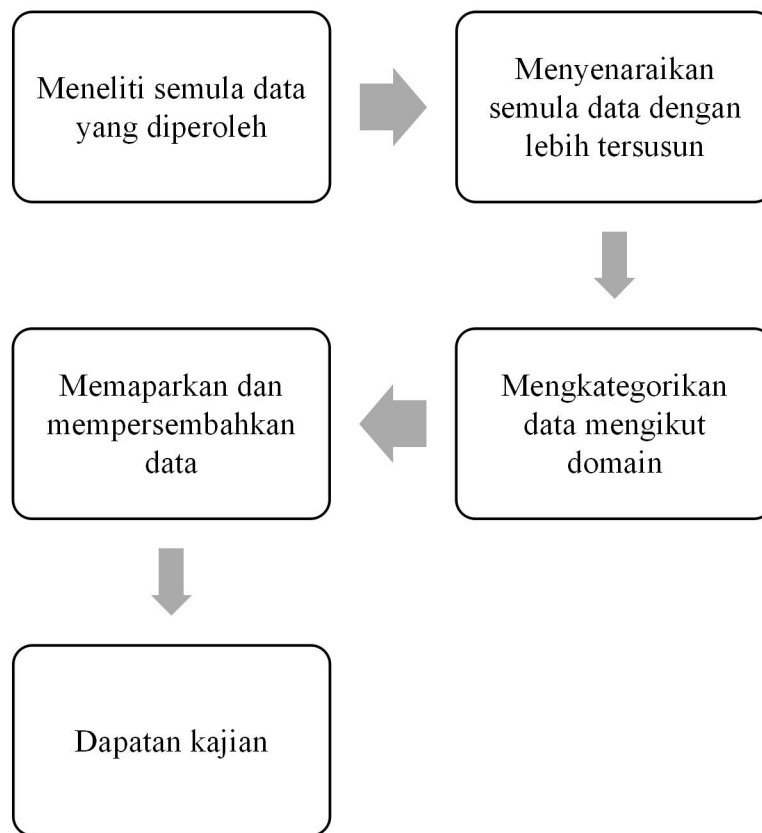 Meneliti semula data
yang diperoleh
Menyenaraikan
semula data dengan
lebih tersusun
Mengkategorikan
data mengikut
domain
Memaparkan dan
mempersembahkan
data
Dapatan kajian